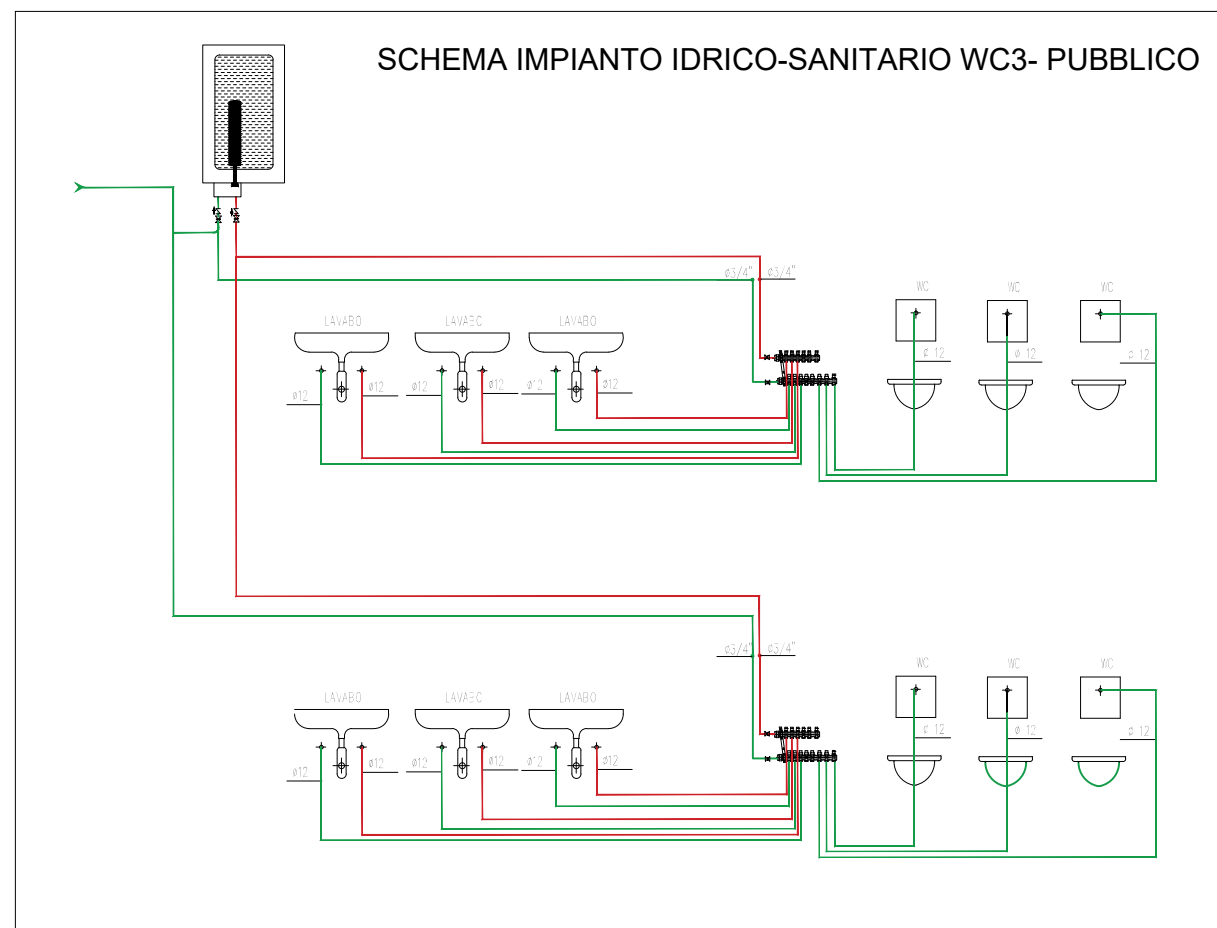 SCHEMA IMPIANTO IDRICO-SANITARIO WC3- PUBBLICO
ø3/4" ø3/4"
WC WC WC
LAVABO LAVABO LAVABO
ø 12 ø 12 ø 12
ø12 ø12 ø12 ø12 ø12 ø12
ø3/4" ø3/4"
WC WC WC
LAVABO LAVABO LAVABO
ø 12 ø 12 ø 12
ø12 ø12 ø12 ø12 ø12 ø12